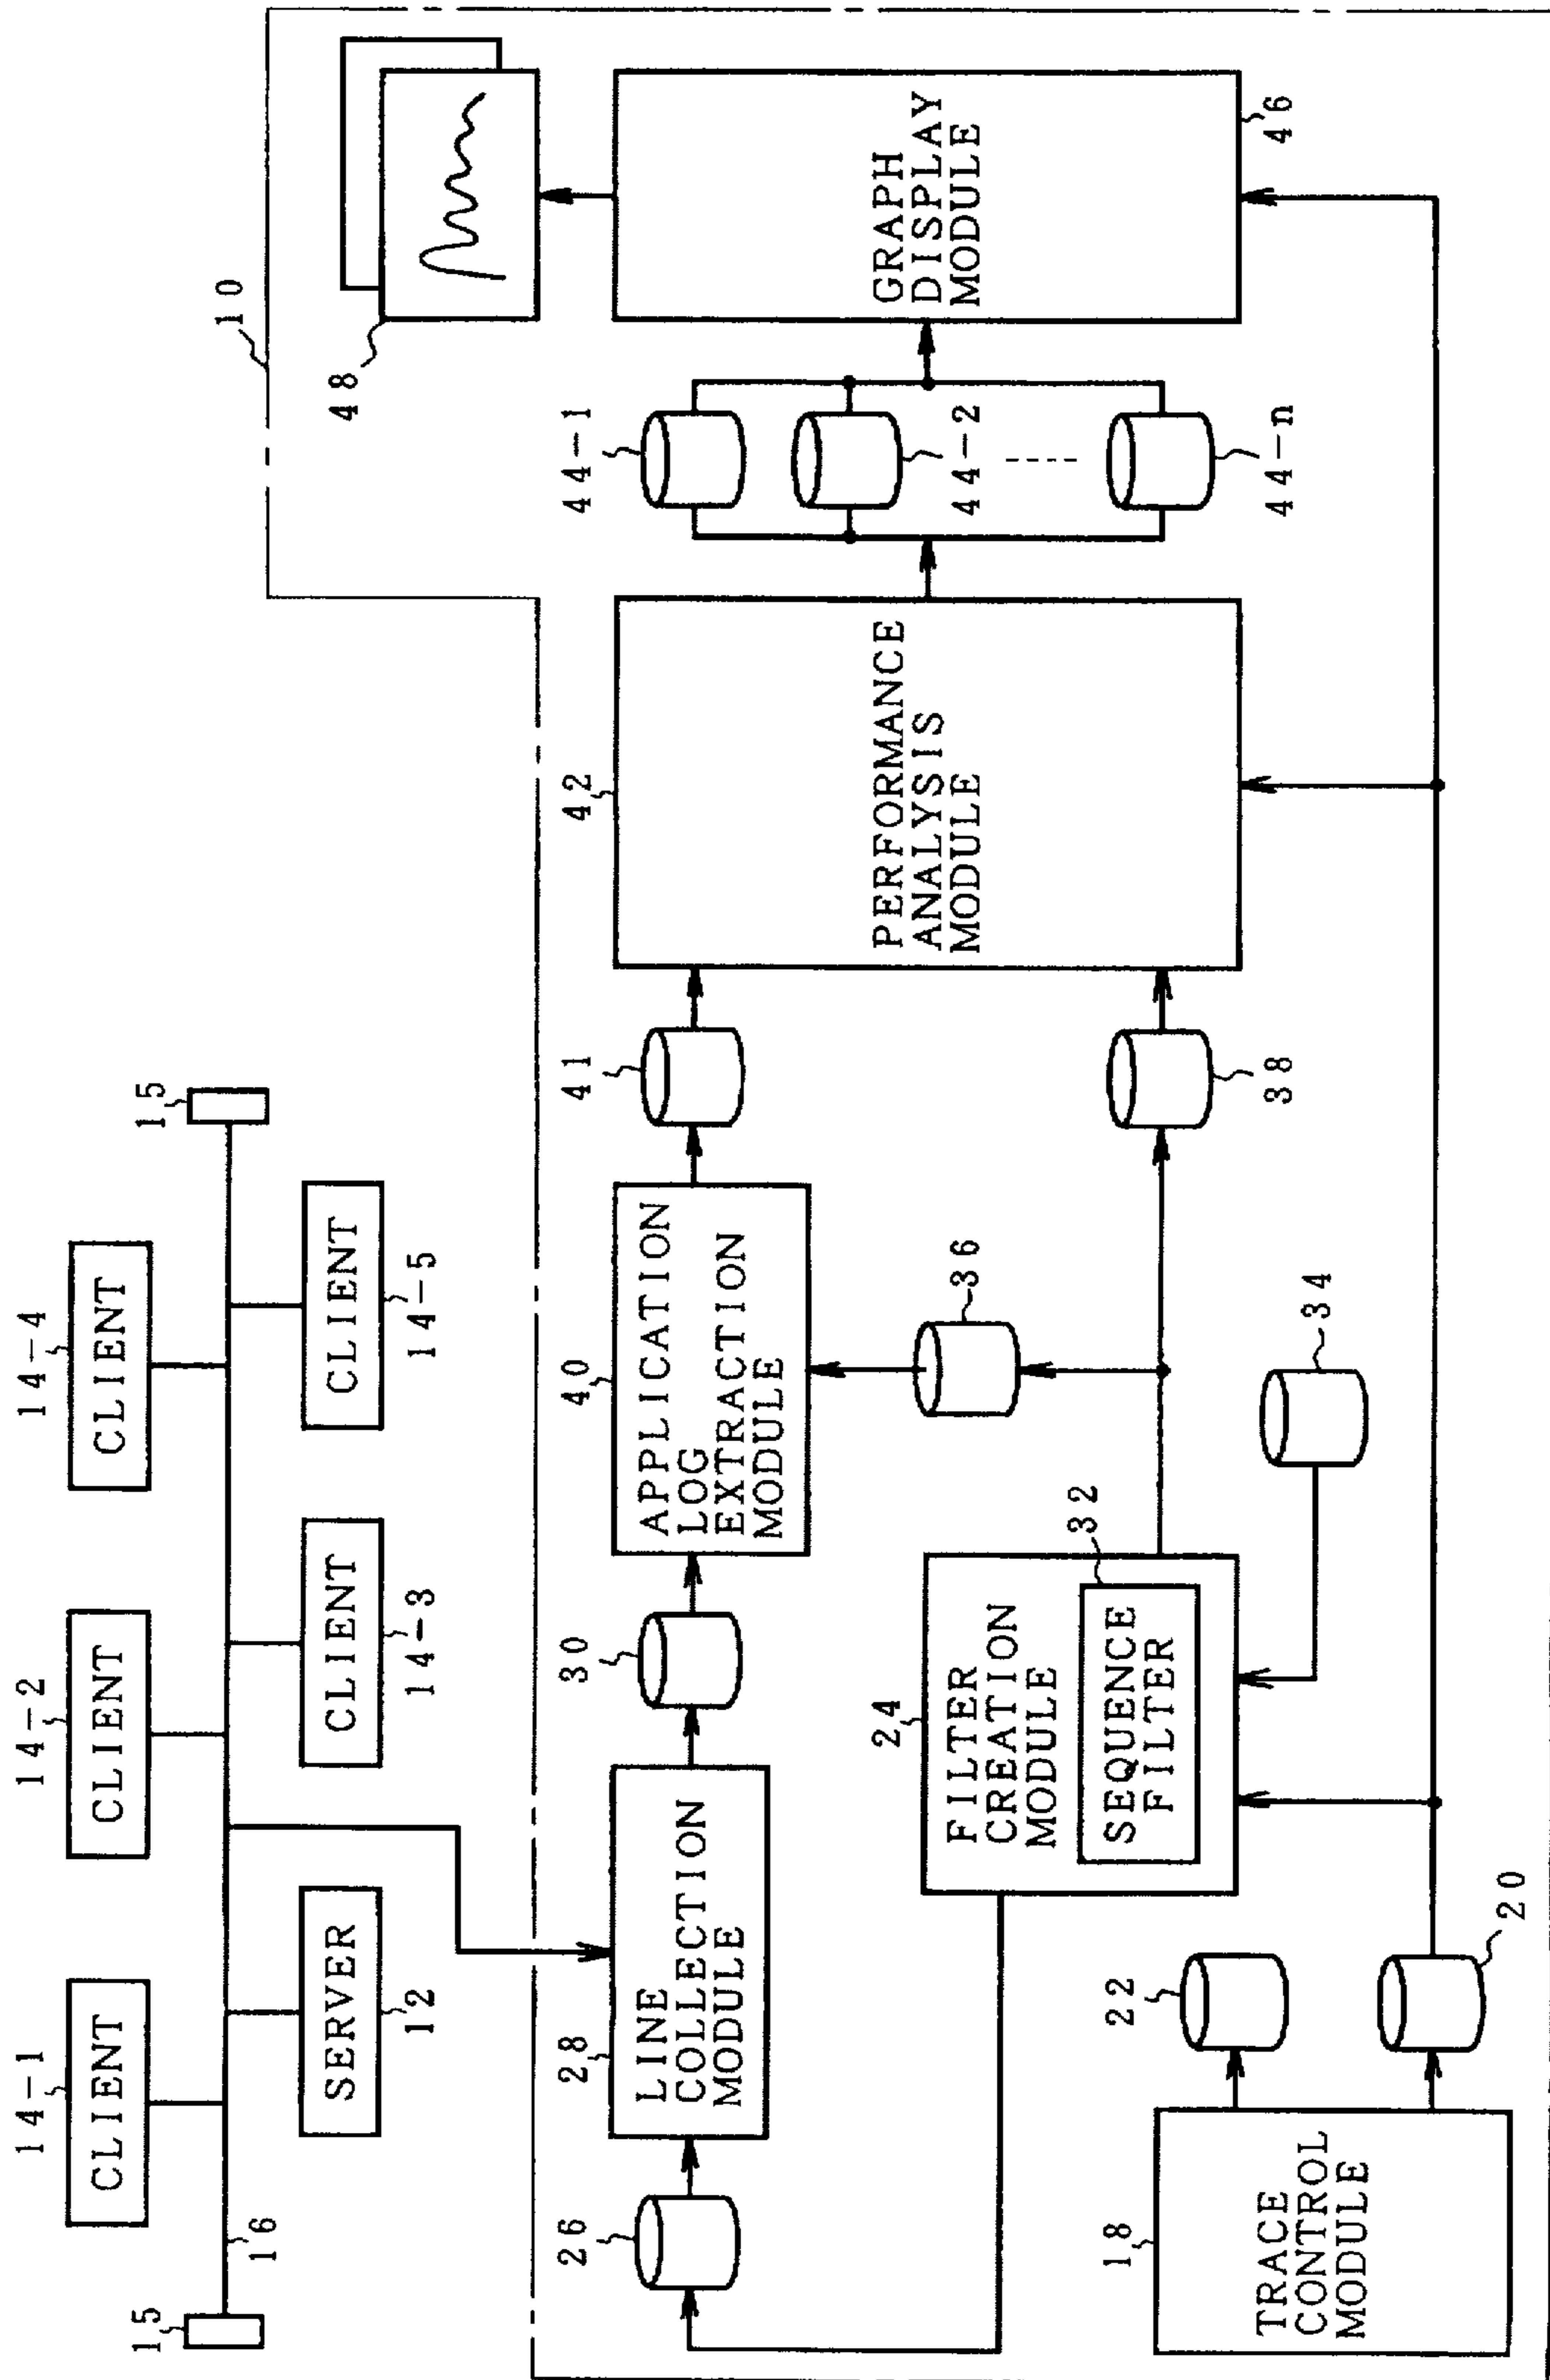 14-1
CLIENT
14-2
CLIENT
14-4
CLIENT
15
16
15
SERVER
12
CLIENT
14-3
CLIENT
14-5
10
48
26
28
LINE
COLLECTION
MODULE
30
40
APPLICATION
LOG
EXTRACTION
MODULE
41
42
PERFORMANCE
ANALYSIS
MODULE
44-1
44-2
44-n
GRAPH
DISPLAY
MODULE
46
24
FILTER
CREATION
MODULE
32
SEQUENCE
FILTER
36
38
34
18
TRACE
CONTROL
MODULE
22
20